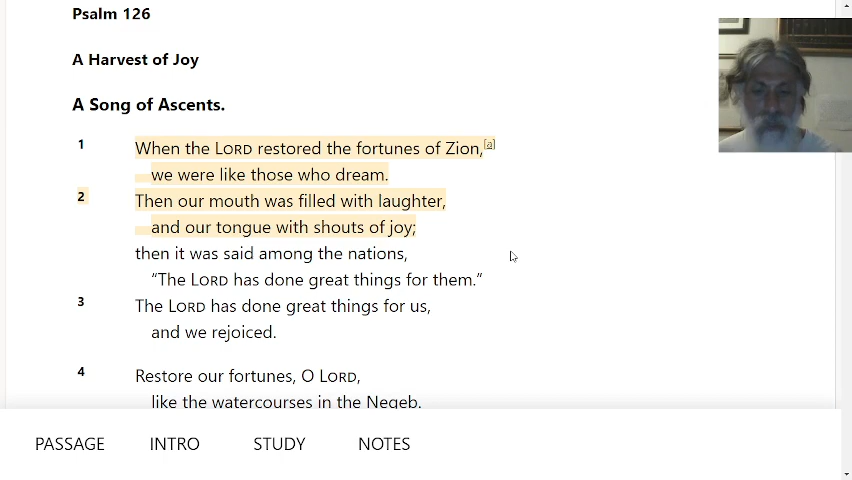 Psalm 126
A Harvest of Joy
A Song of Ascents.
1 When the LORD restored the fortunes of Zion,[a]
we were like those who dream.
2 Then our mouth was filled with laughter,
and our tongue with shouts of joy;
then it was said among the nations,
“The LORD has done great things for them.”
3 The LORD has done great things for us,
and we rejoiced.
4 Restore our fortunes, O LORD,
like the watercourses in the Negeb.
PASSAGE INTRO STUDY NOTES